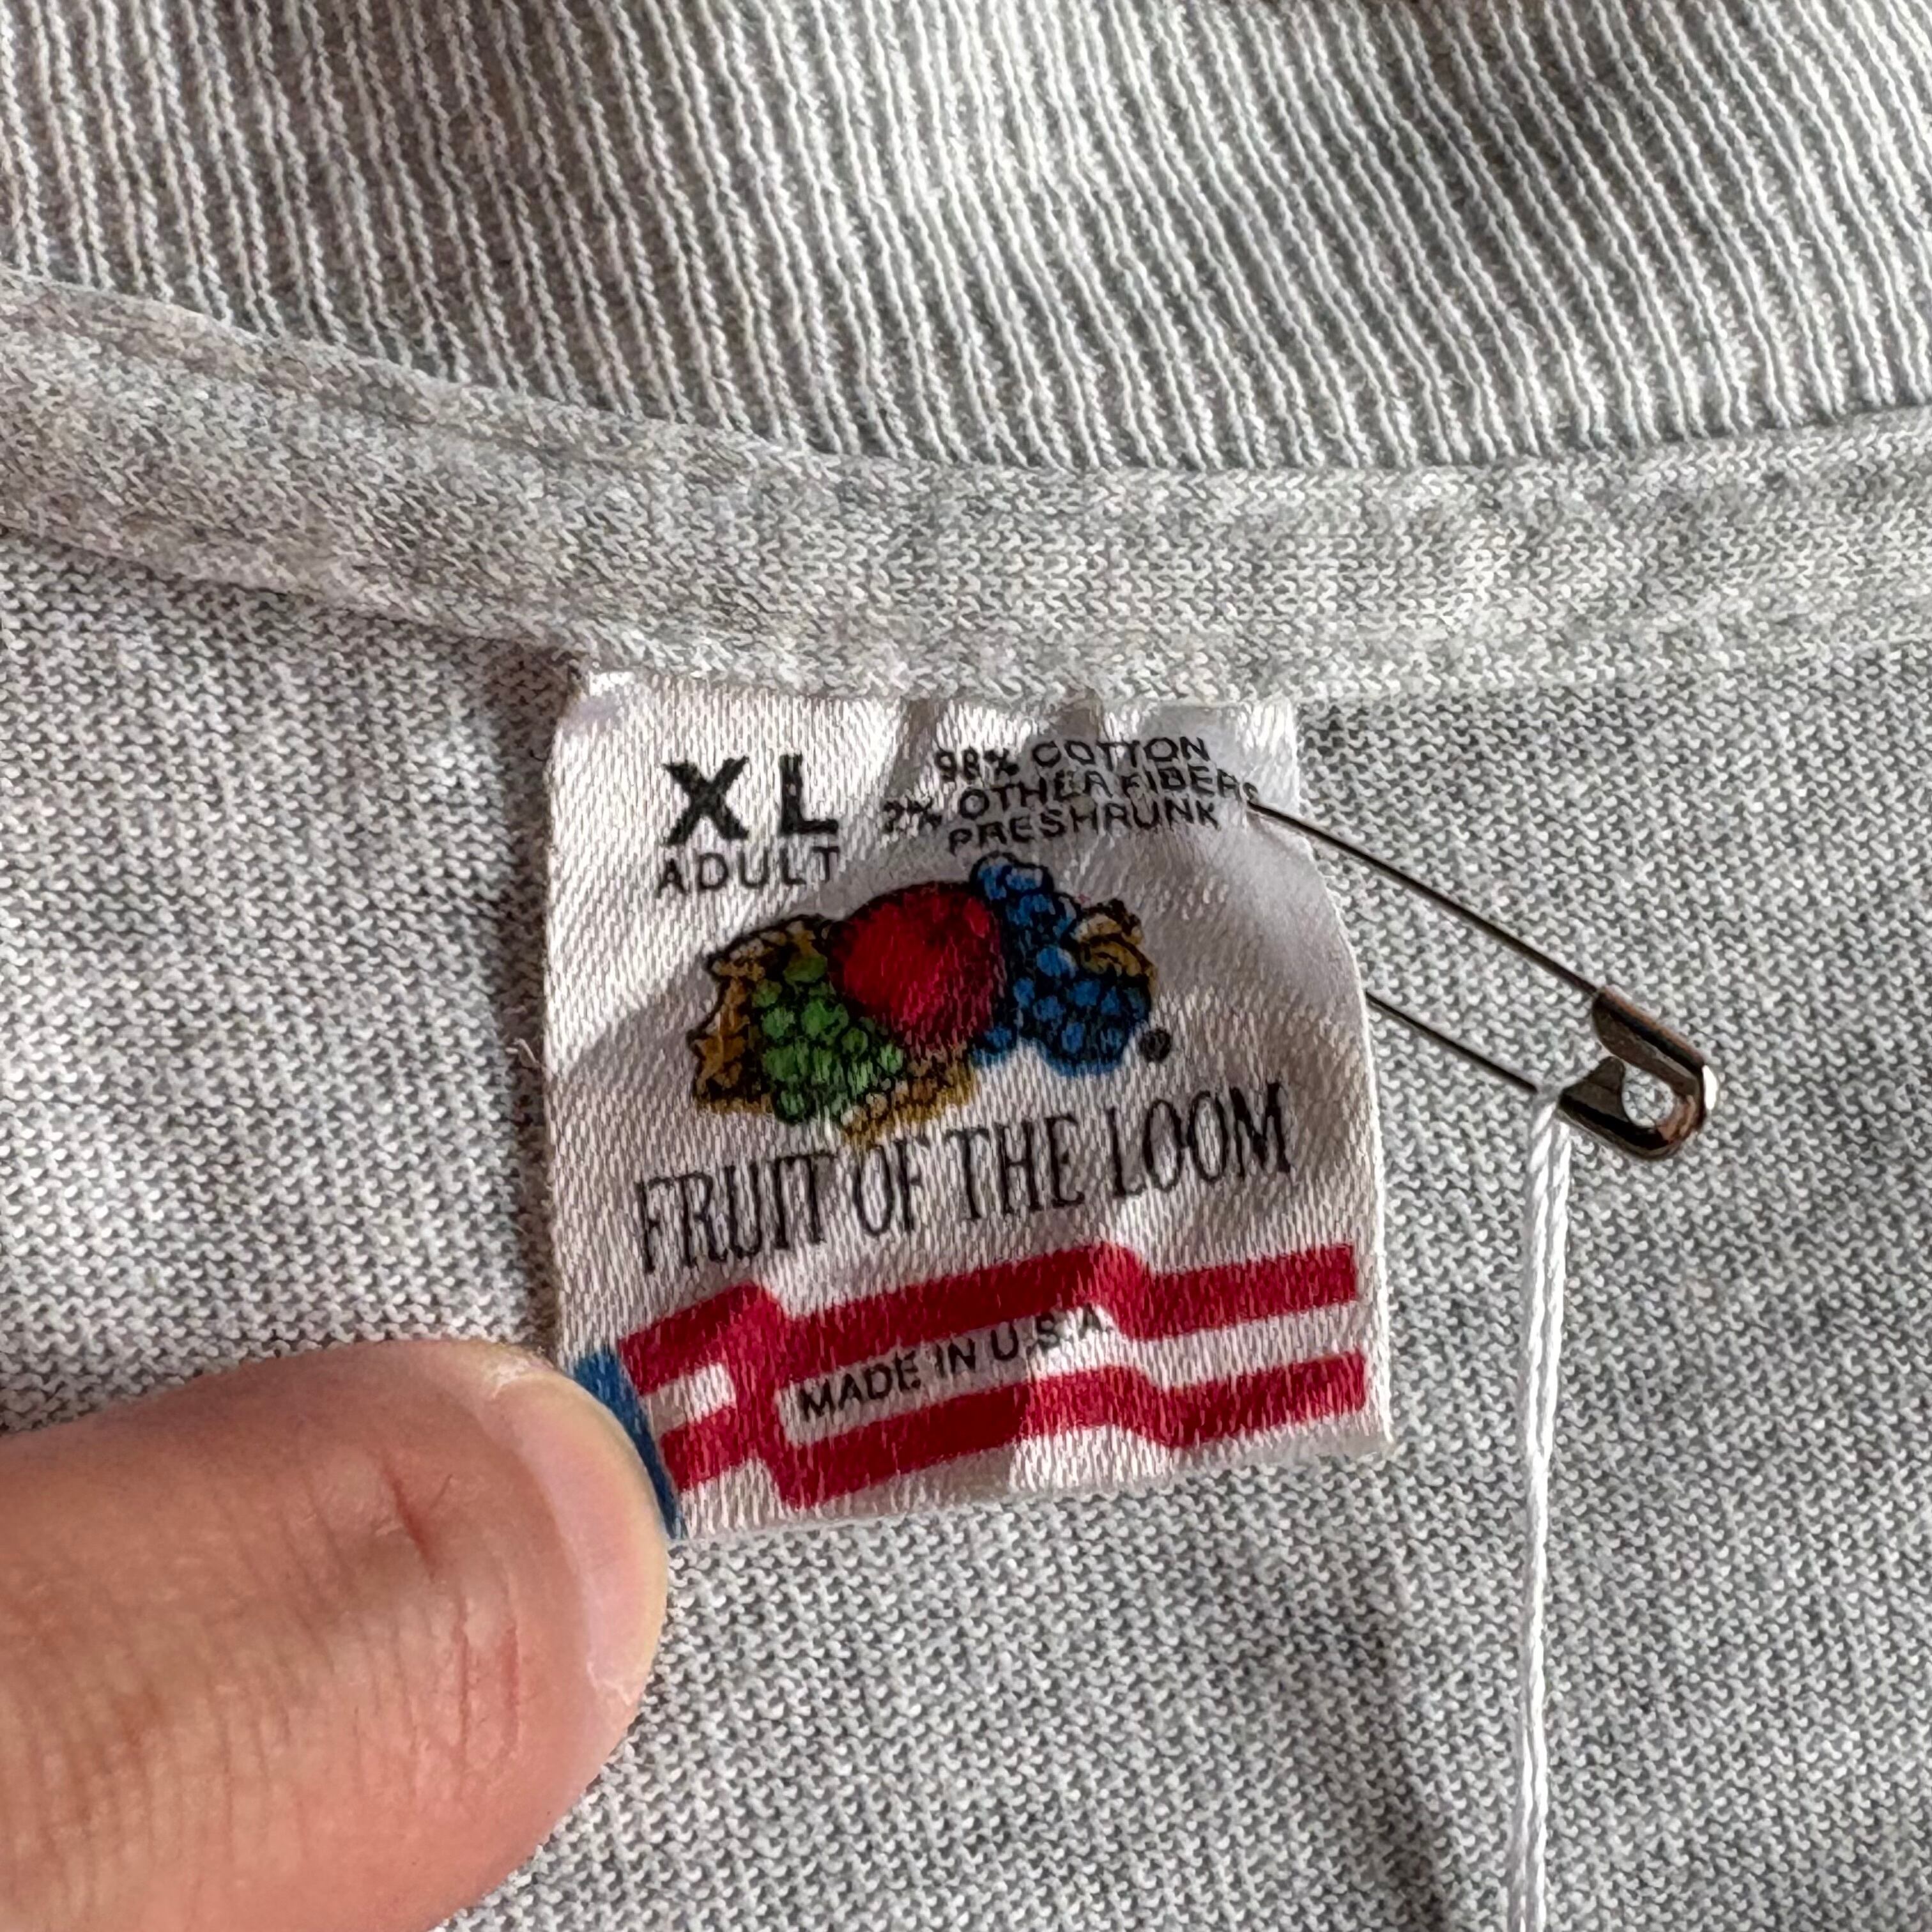 XL
ADULT
98% COTTON
2% OTHER FIBERS
PRESHRUNK
FRUIT OF THE LOOM
MADE IN U.S.A.